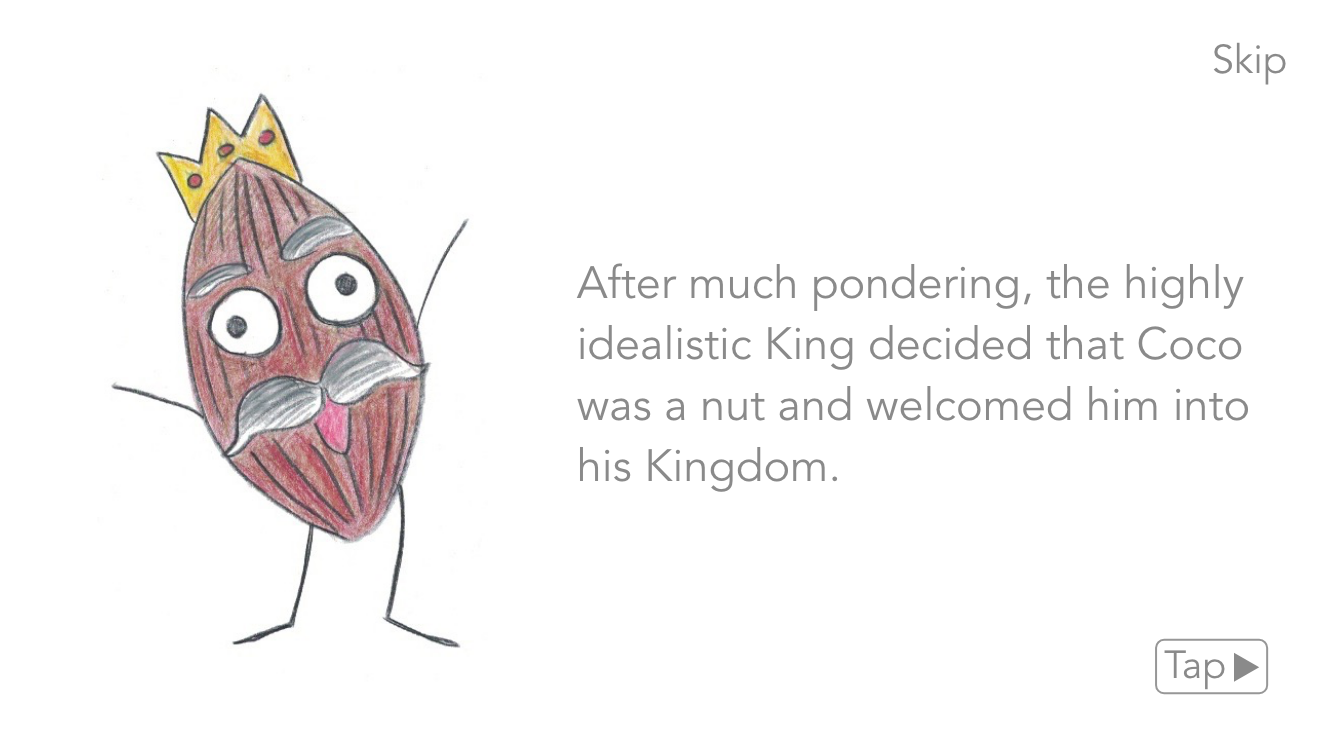 Skip
After much pondering, the highly
idealistic King decided that Coco
was a nut and welcomed him into
his Kingdom.
Tap